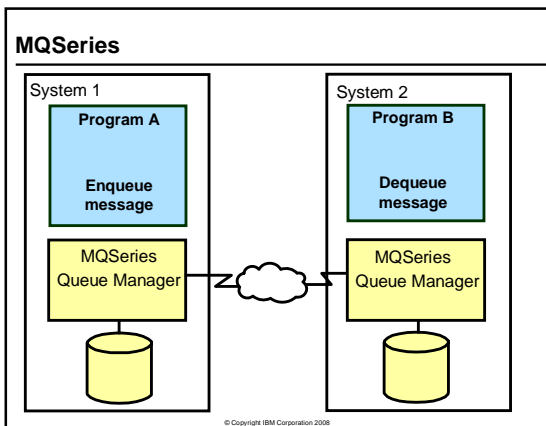 MQSeries
System 1
Program A
Enqueue
message
MQSeries
Queue Manager
System 2
Program B
Dequeue
message
MQSeries
Queue Manager
© Copyright IBM Corporation 2008